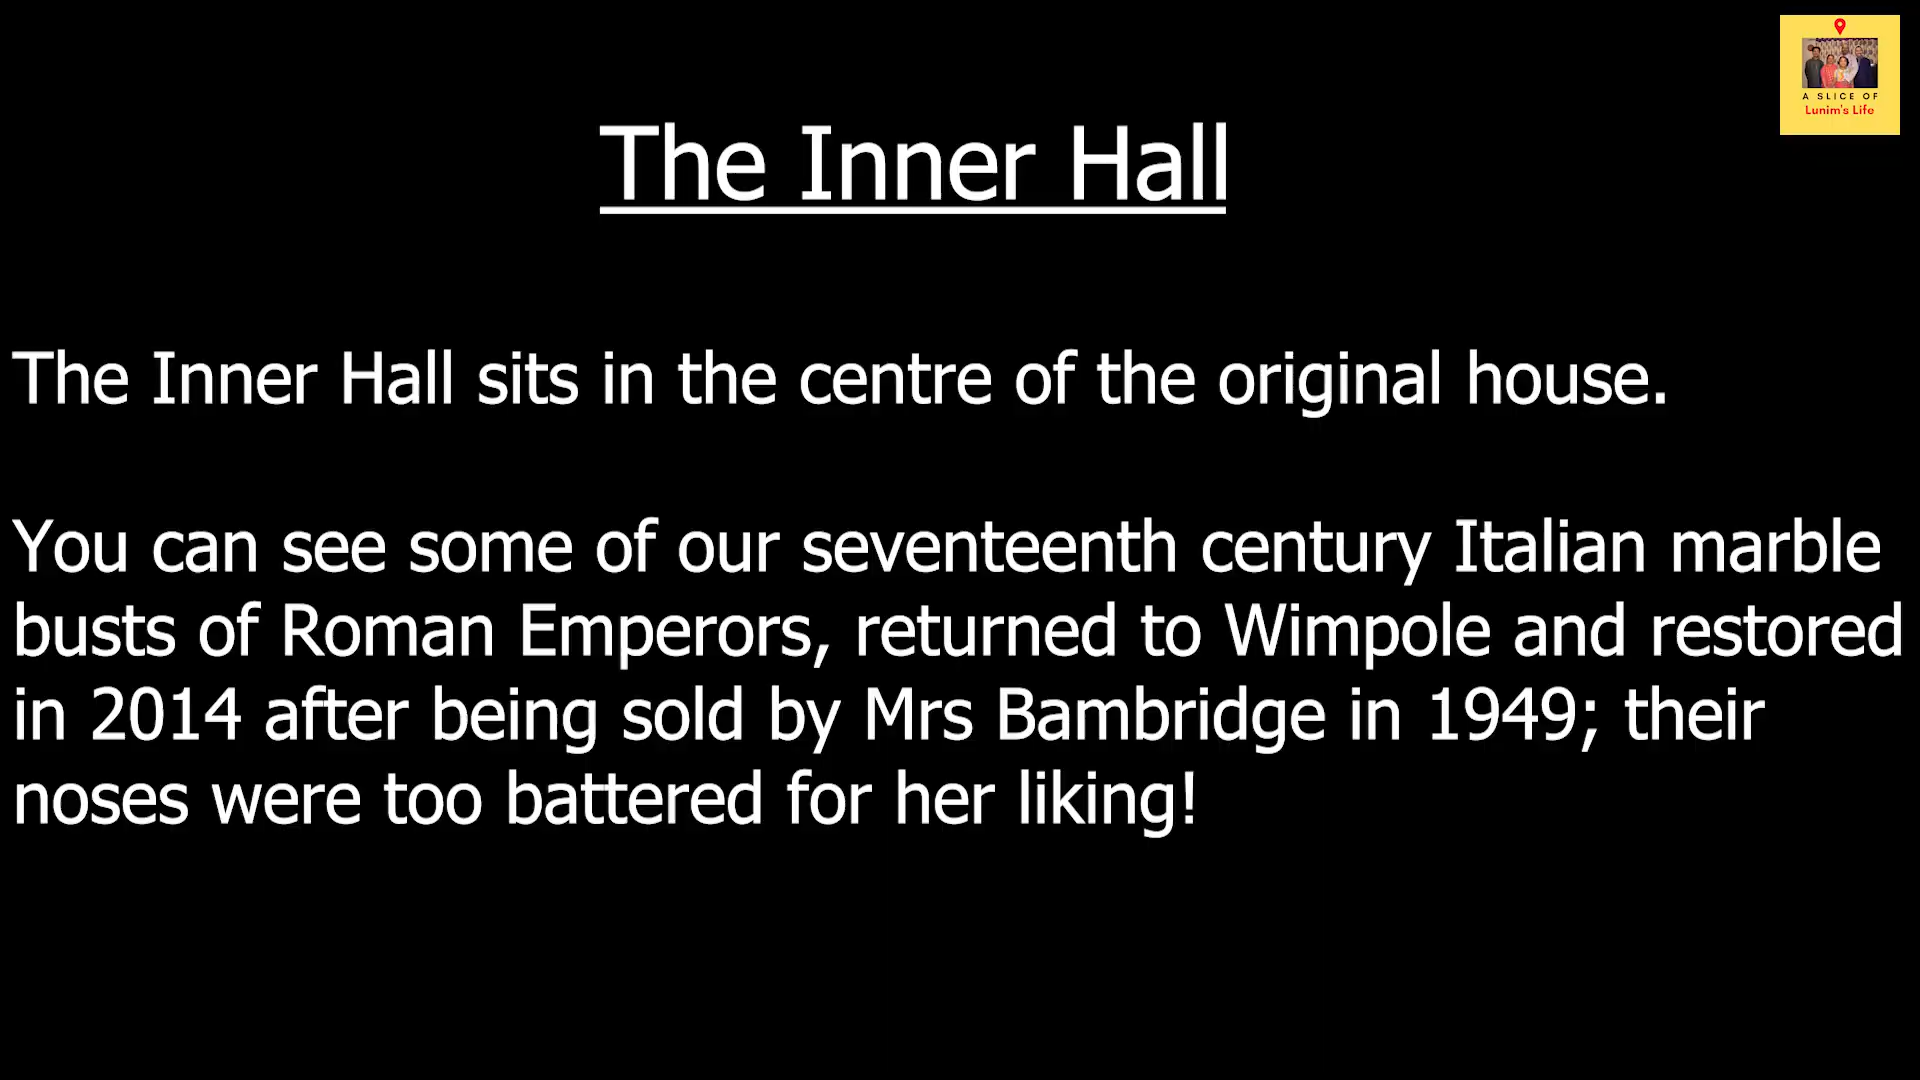 A SLICE OF
Lunim's Life
The Inner Hall
The Inner Hall sits in the centre of the original house.
You can see some of our seventeenth century Italian marble
busts of Roman Emperors, returned to Wimpole and restored
in 2014 after being sold by Mrs Bambridge in 1949; their
noses were too battered for her liking!